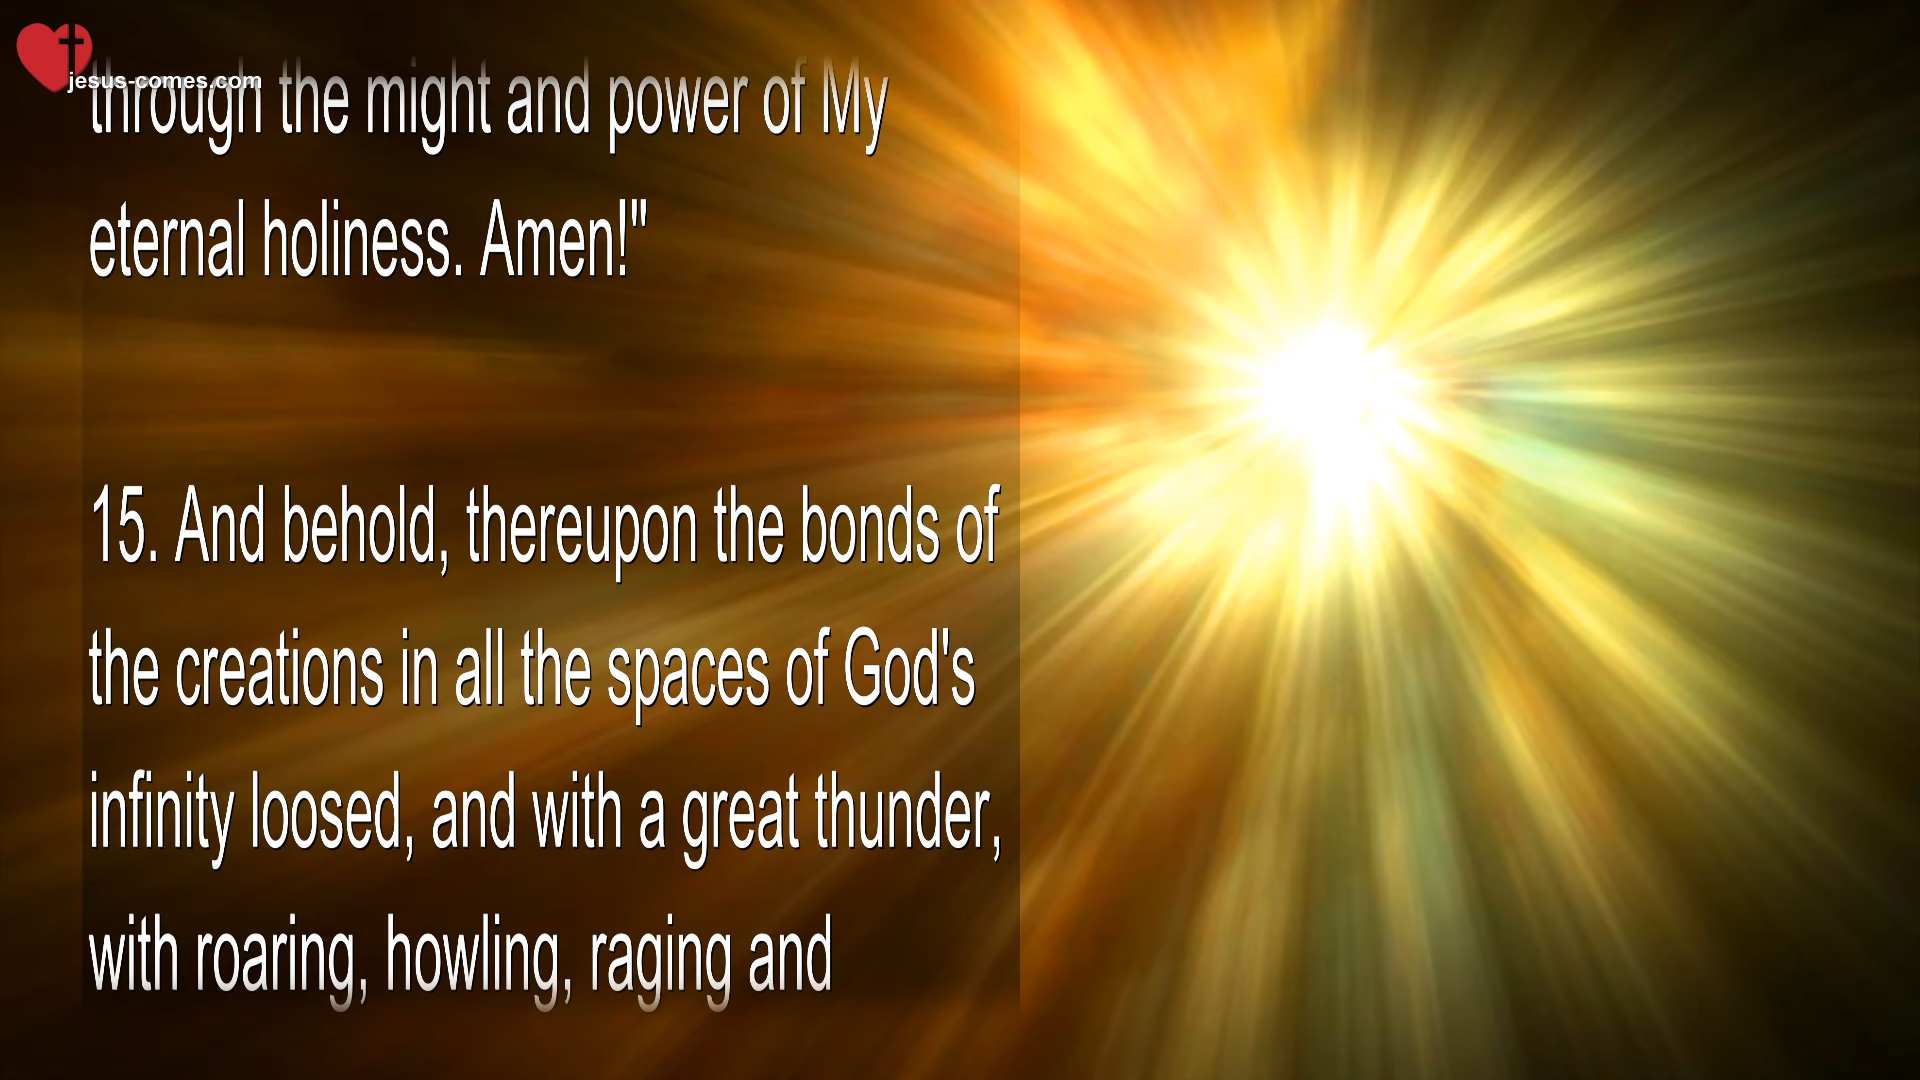 jesus-comes.com
through the might and power of My
eternal holiness. Amen!"
15. And behold, thereupon the bonds of
the creations in all the spaces of God's
infinity loosed, and with a great thunder,
with roaring, howling, raging and